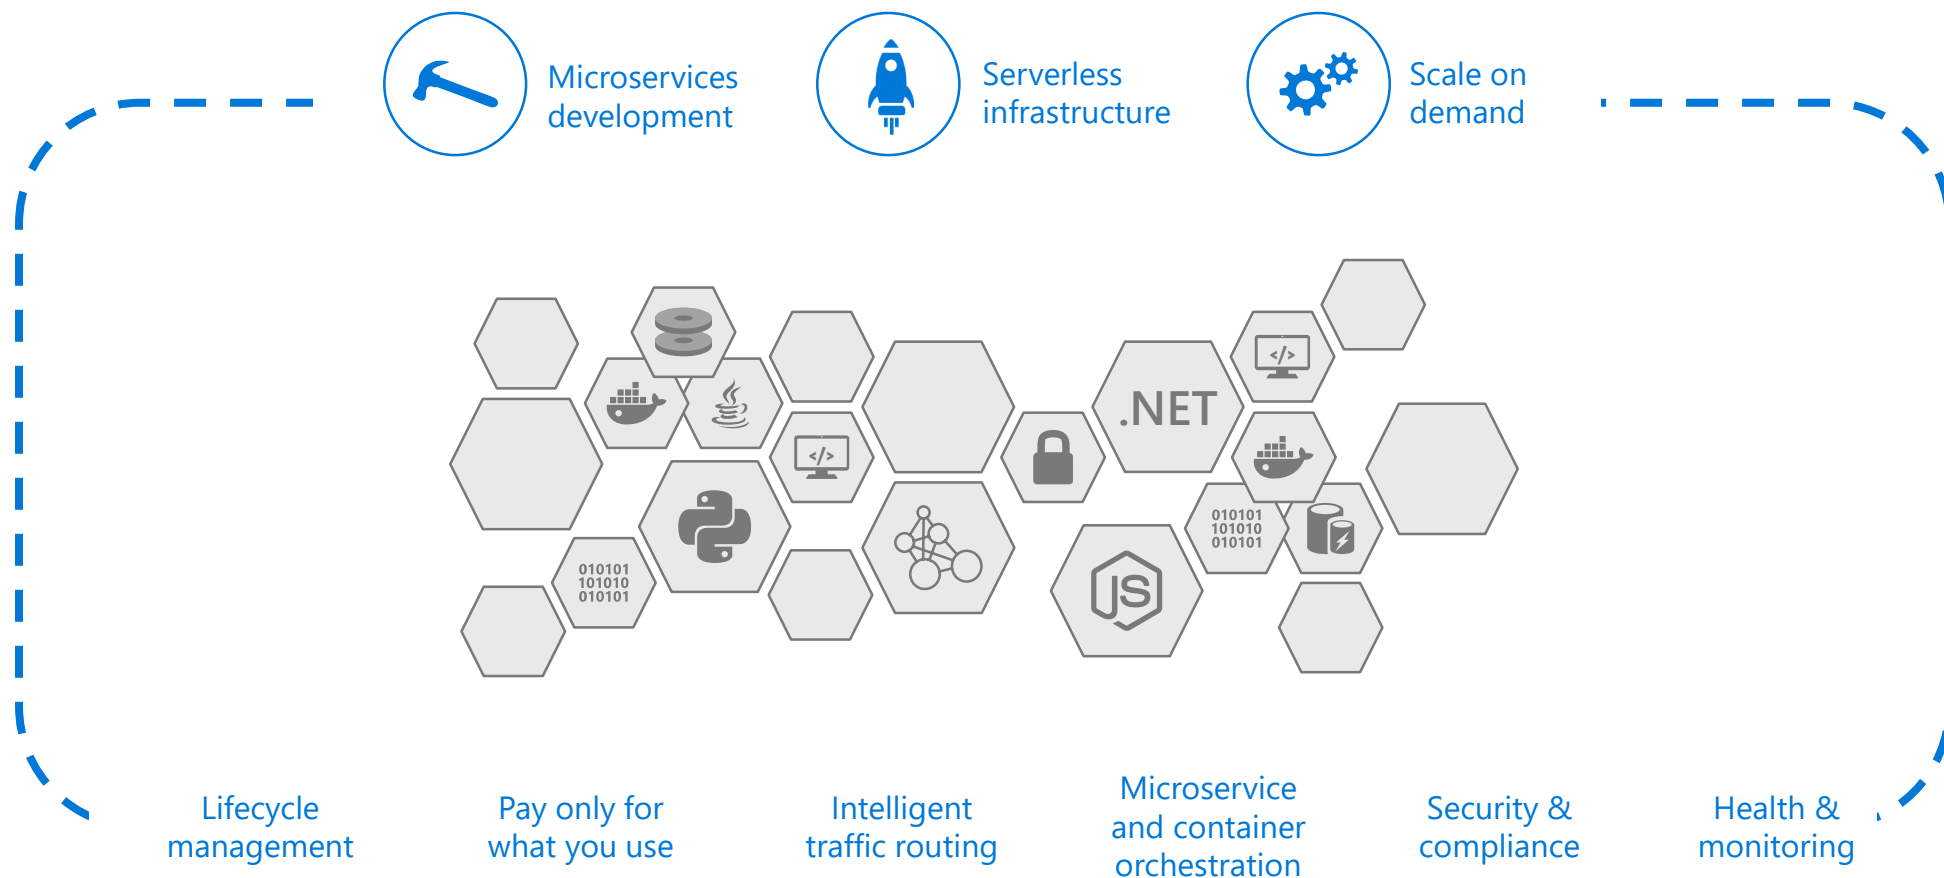 Microservices
development
Serverless
infrastructure
Scale on
demand
</>
.NET
</>
010101
101010
010101
010101
101010
010101
JS
Lifecycle
management
Pay only for
what you use
Intelligent
traffic routing
Microservice
and container
orchestration
Security &
compliance
Health &
monitoring